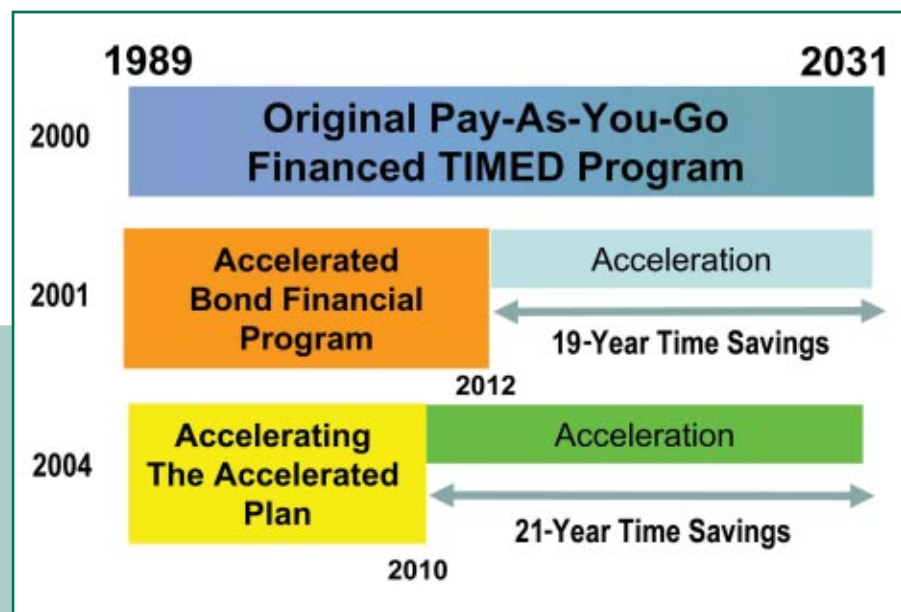 1989
2031
2000
Original Pay-As-You-Go
Financed TIMED Program
2001
Accelerated
Bond Financial
Program
Acceleration
19-Year Time Savings
2012
2004
Accelerating
The Accelerated
Plan
Acceleration
21-Year Time Savings
2010